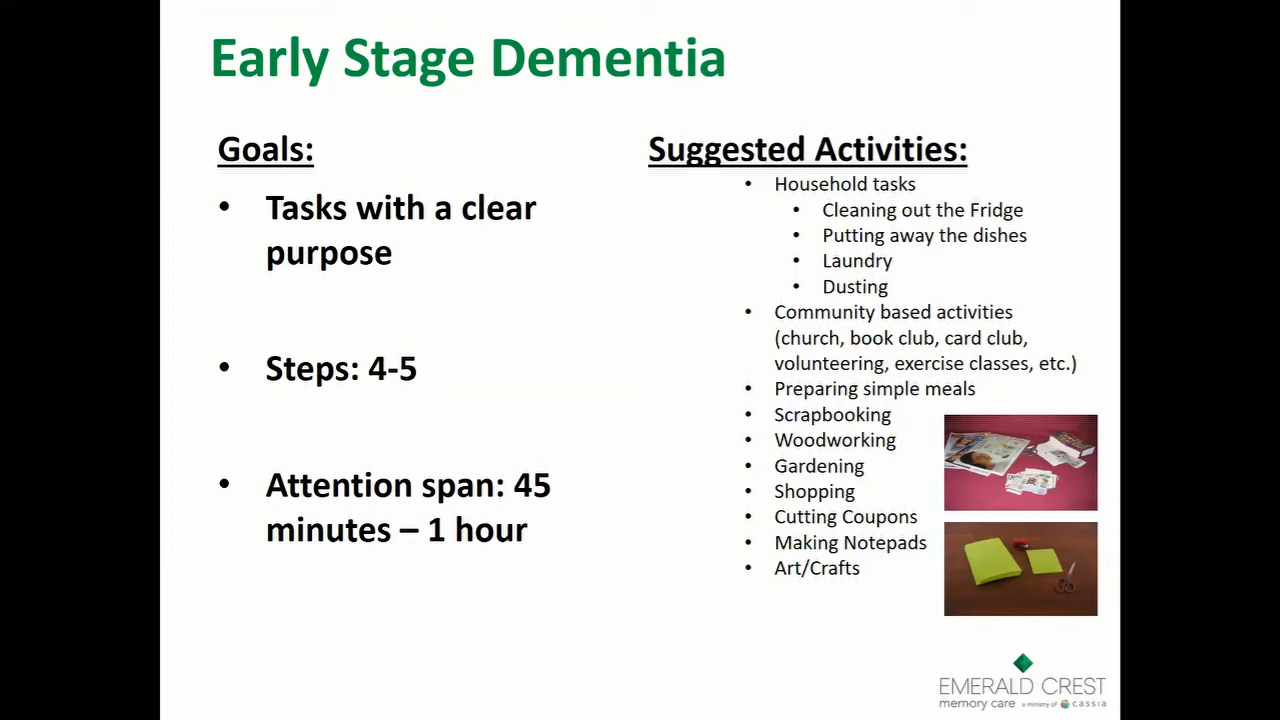 Early Stage Dementia
Goals:
• Tasks with a clear
purpose
• Steps: 4-5
• Attention span: 45
minutes – 1 hour
Suggested Activities:
• Household tasks
• Cleaning out the Fridge
• Putting away the dishes
• Laundry
• Dusting
• Community based activities
(church, book club, card club,
volunteering, exercise classes, etc.)
• Preparing simple meals
• Scrapbooking
• Woodworking
• Gardening
• Shopping
• Cutting Coupons
• Making Notepads
• Art/Crafts
EMERALD CREST
memory care a ministry of cassia